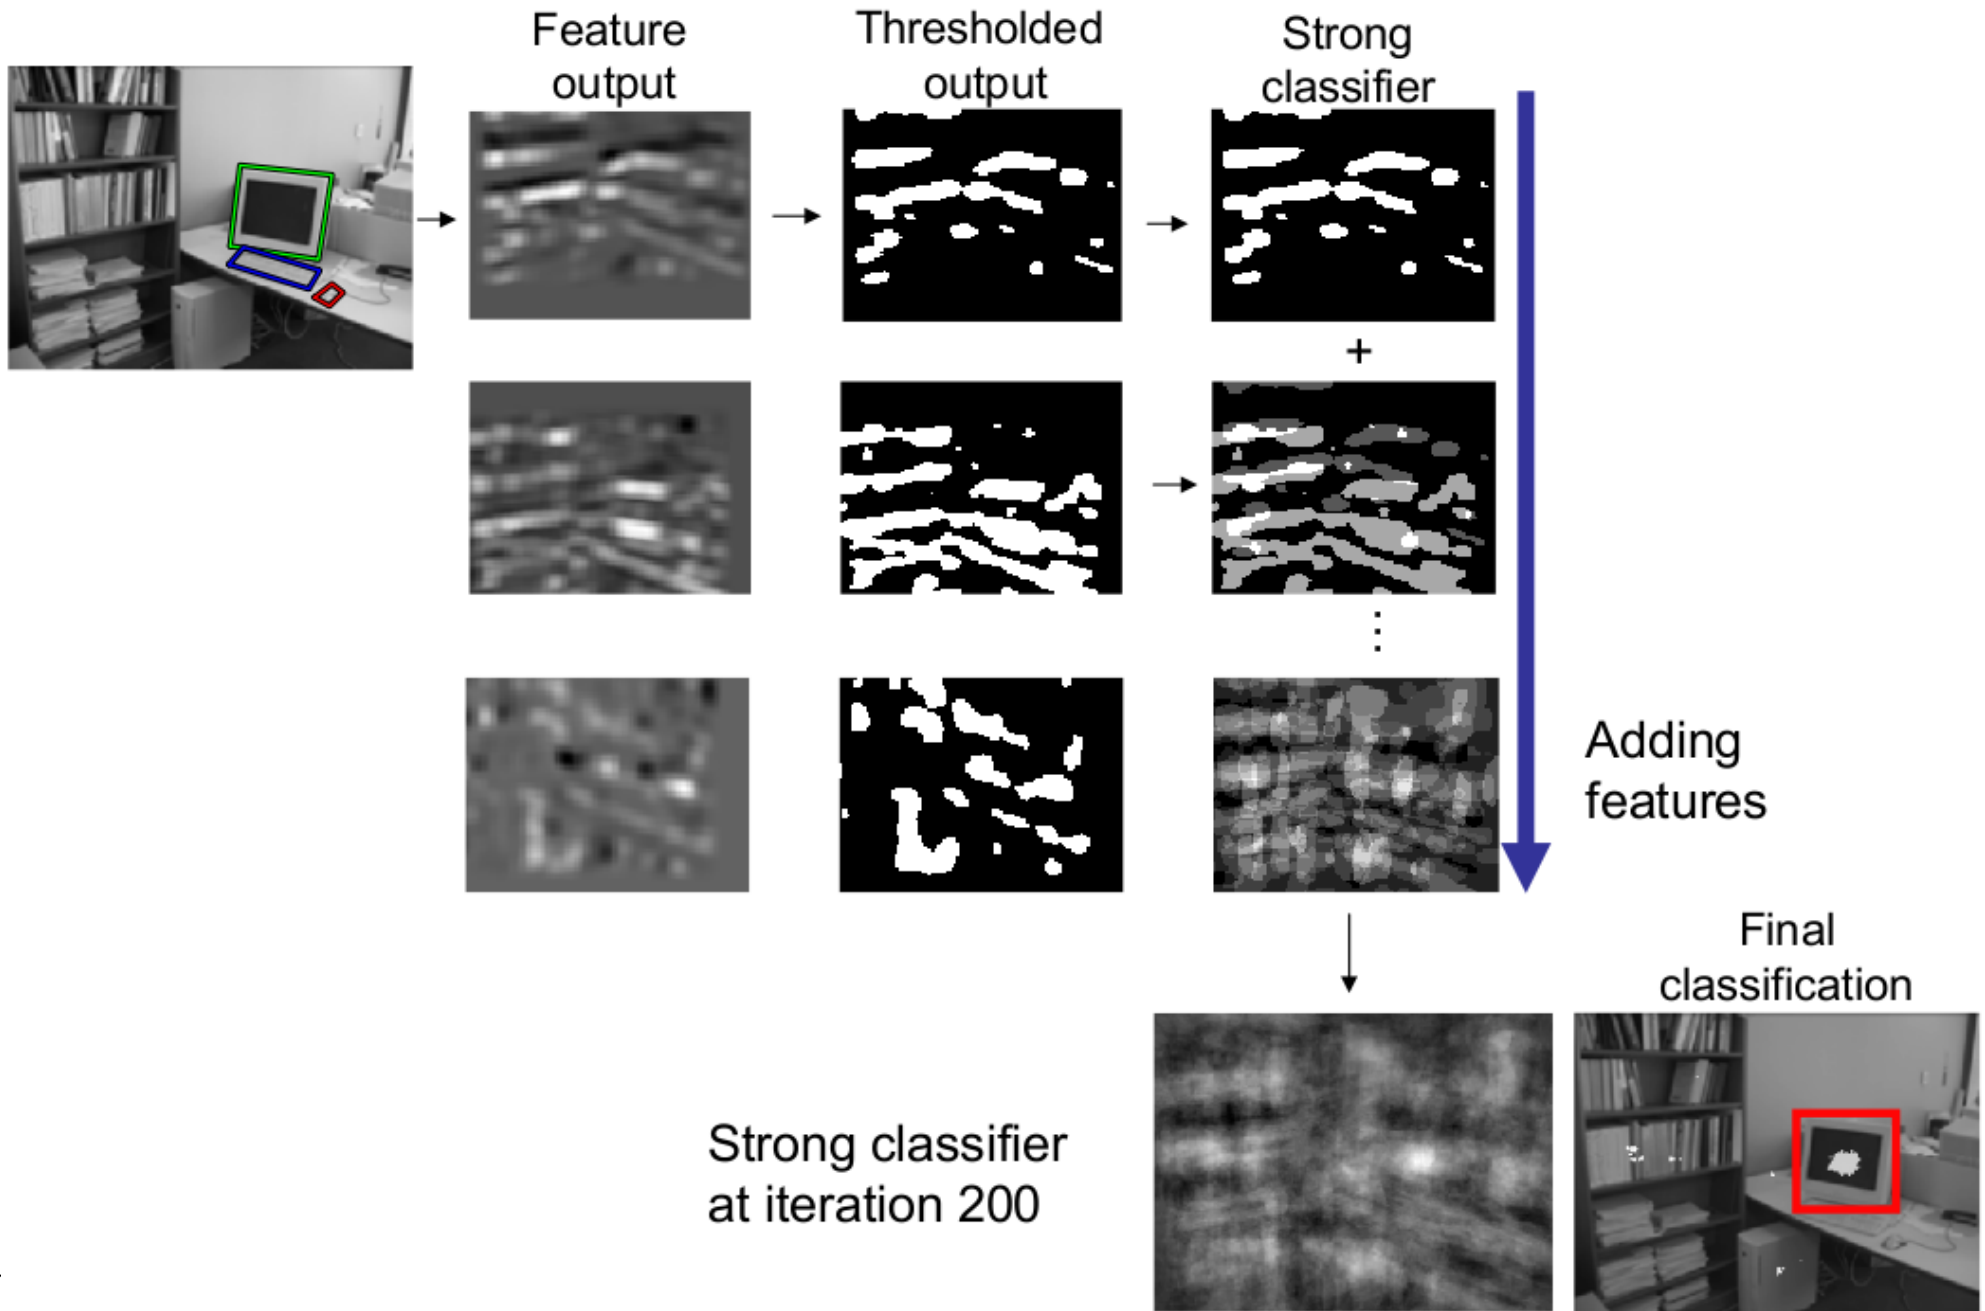 Feature
output
Thresholded
output
Strong
classifier
+
⋮
Adding
features
Final
classification
Strong classifier
at iteration 200